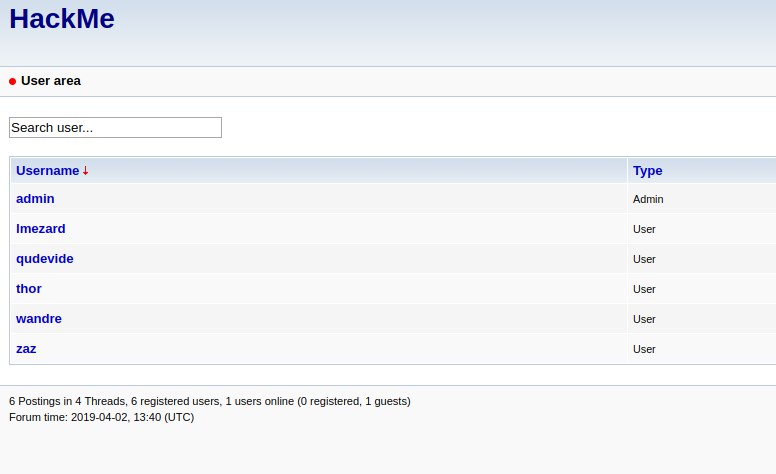 HackMe
User area
Search user...
Username↓ Type
admin Admin
lmezard User
qudevide User
thor User
wandre User
zaz User
6 Postings in 4 Threads, 6 registered users, 1 users online (0 registered, 1 guests)
Forum time: 2019-04-02, 13:40 (UTC)